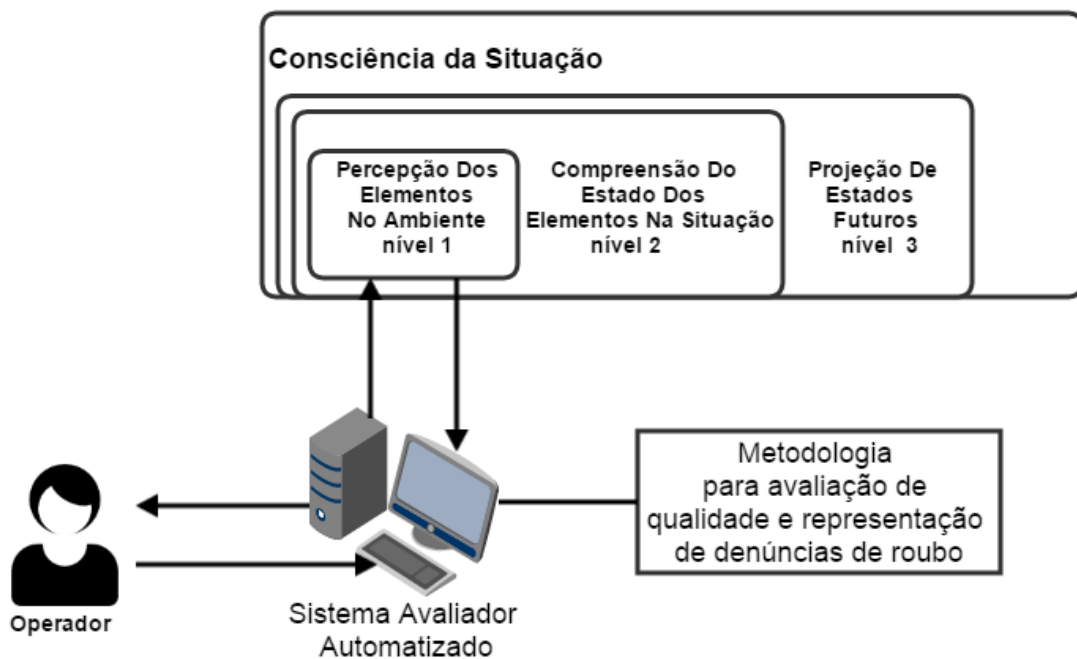 Consciência da Situação
Percepção Dos
Elementos
No Ambiente
nível 1
Compreensão Do
Estado Dos
Elementos Na Situação
nível 2
Projeção De
Estados
Futuros
nível 3
Metodologia
para avaliação de
qualidade e representação
de denúncias de roubo
Operador
Sistema Avaliador
Automatizado